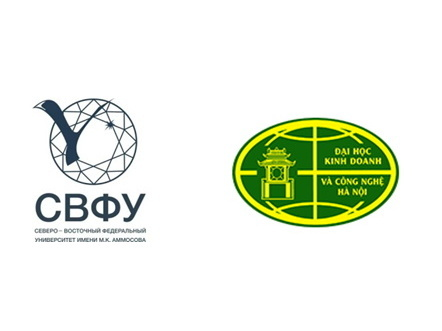 СВФУ
СЕВЕРО – ВОСТОЧНЫЙ ФЕДЕРАЛЬНЫЙ
УНИВЕРСИТЕТ ИМЕНИ М.К. АММОСОВА
ĐẠI HỌC
KINH DOANH
VÀ CÔNG NGHỆ
HÀ NỘI